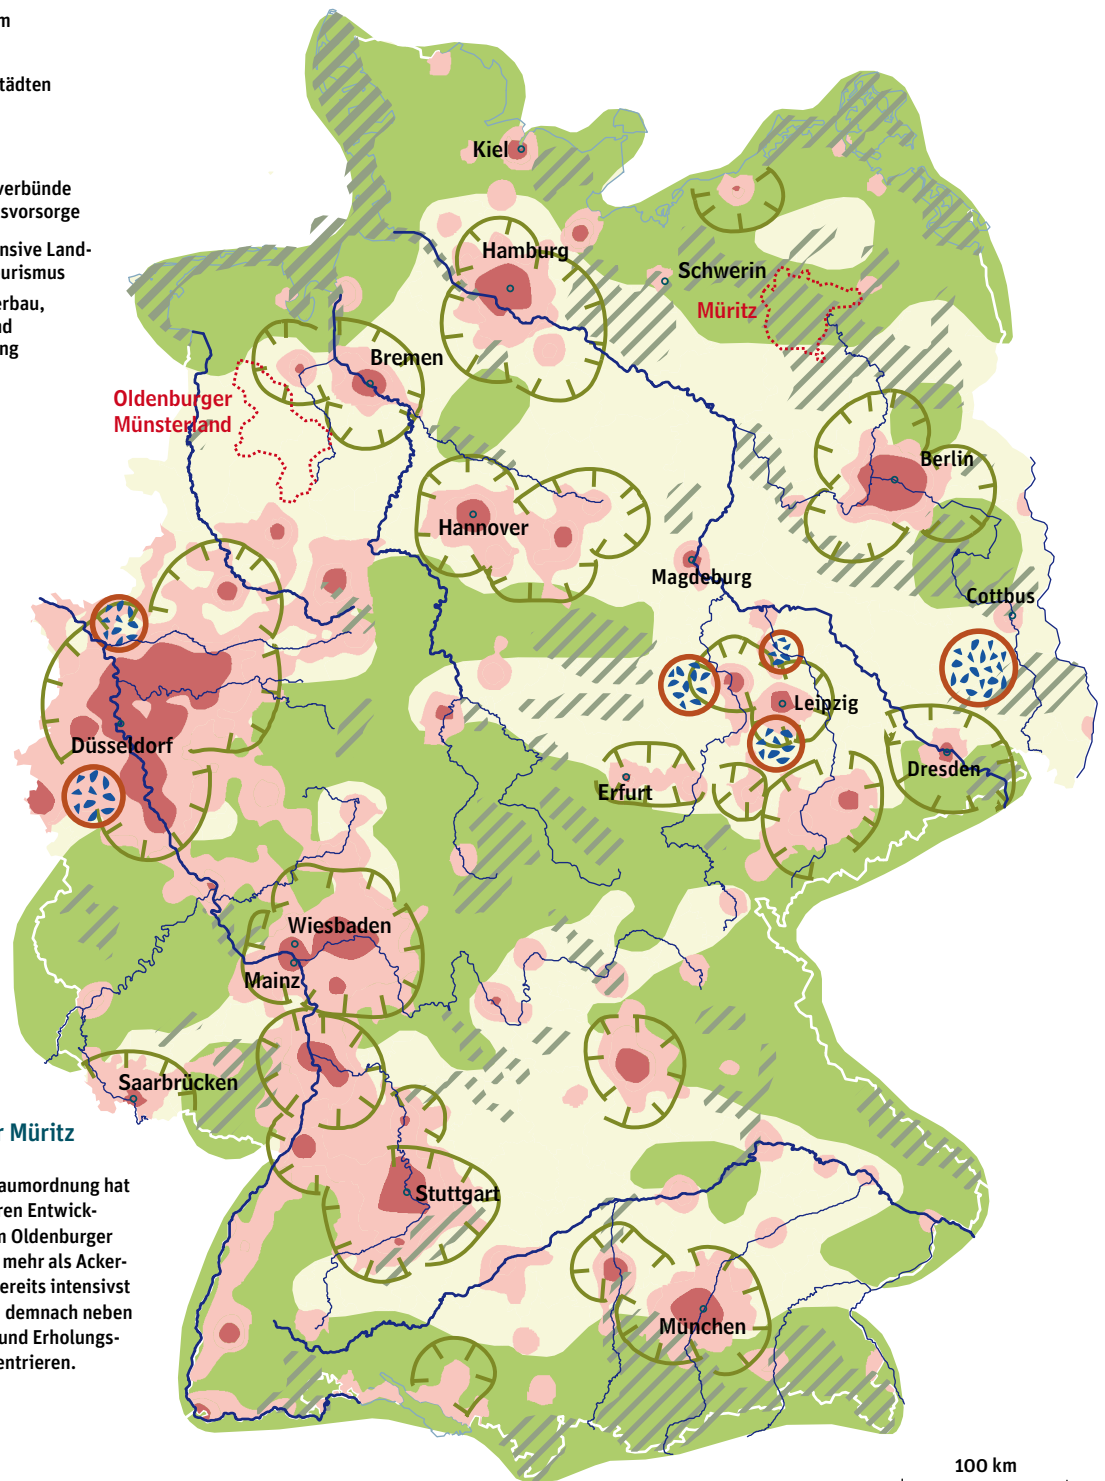 m
tädten
verbünde
svorsorge
nsive Land-
urismus
erbau,
nd
ng
Kiel
Hamburg
Schwerin
Müritz
Bremen
Oldenburger
Münsterland
Berlin
Hannover
Magdeburg
Cottbus
Leipzig
Düsseldorf
Dresden
Erfurt
Wiesbaden
Mainz
Saarbrücken
r Müritz
aumordnung hat
ren Entwick-
n Oldenburger
mehr als Acker-
ereits intensivst
demnach neben
und Erholungs-
entrieren.
Stuttgart
München
100 km